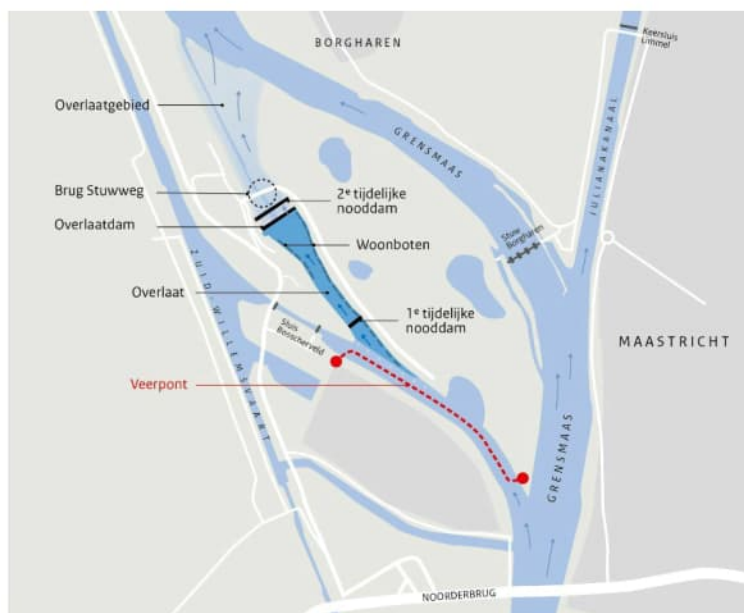 BORGHAREN
Keersluis
Limmel
Overlaatgebied
GRENSMAAS
JULIANAKANAAL
Brug Stuwweg
2e tijdelijke
nooddam
Overlaatdam
Woonboten
Stuw
Borgharen
ZUID-WILLEMSVAART
Overlaat
1e tijdelijke
nooddam
Sluis
Bosscherveld
MAASTRICHT
Veerpont
GRENSMAAS
NOORDERBRUG